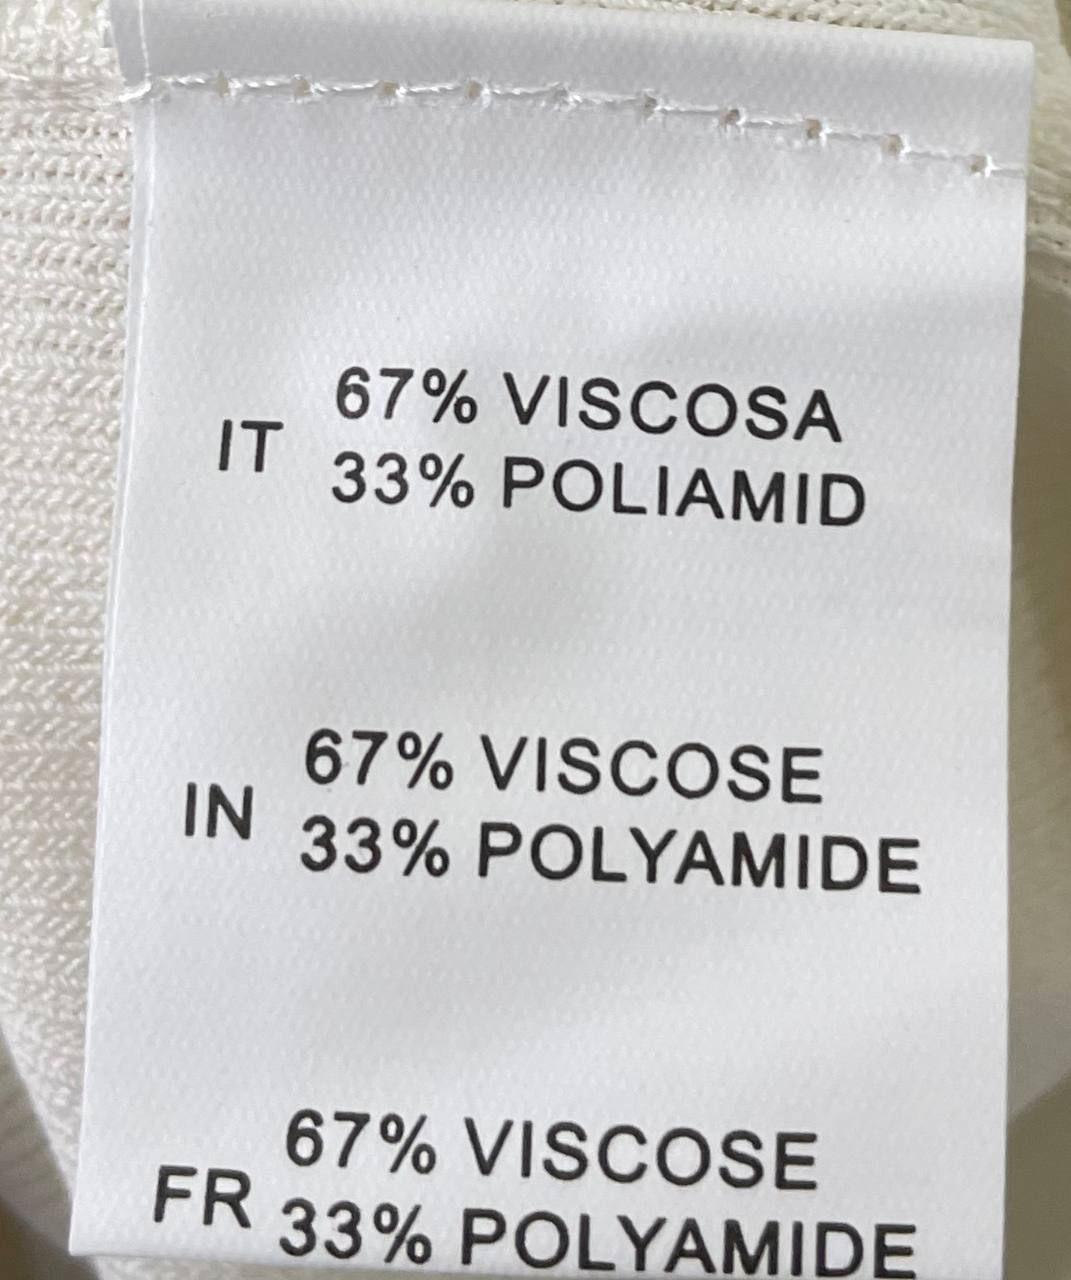 IT 67% VISCOSA
33% POLIAMID
IN 67% VISCOSE
33% POLYAMIDE
FR 67% VISCOSE
33% POLYAMIDE